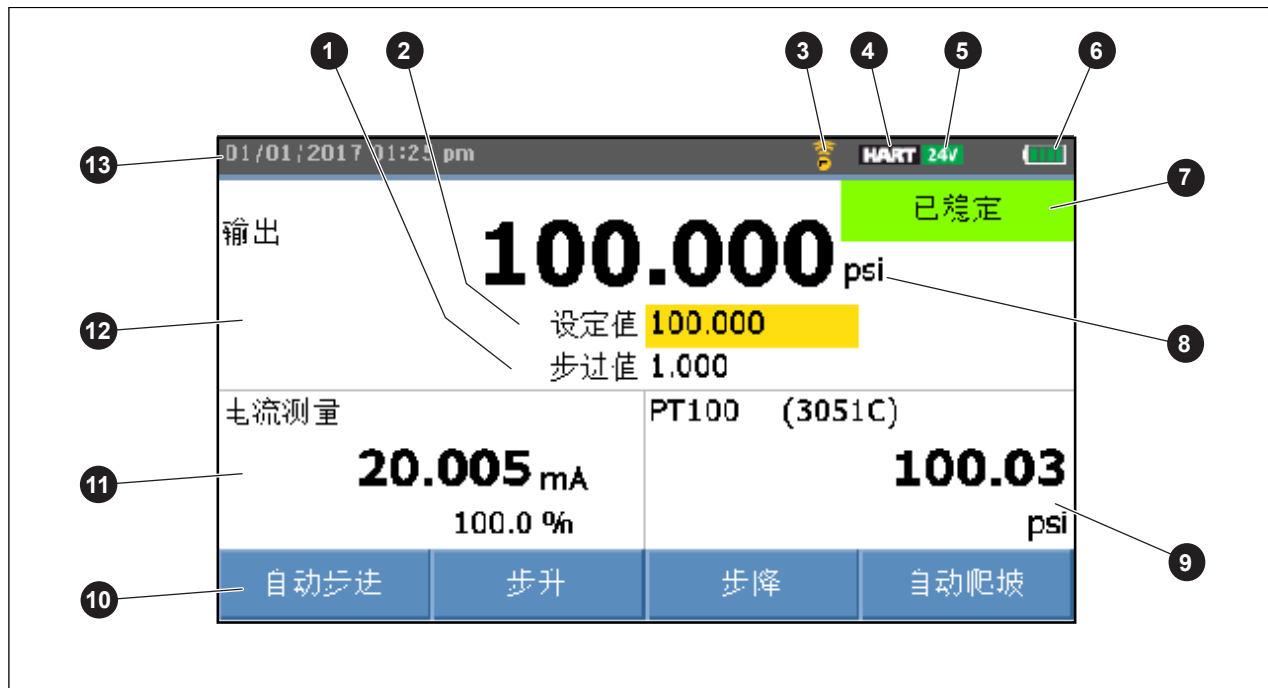 1 2 3 4 5 6
13 01/01/2017 01:25 pm HART 24V
已稳定 7
输出 100.000 psi 8
12 设定值 100.000
步过值 1.000
电流测量 PT100 (3051C)
11 20.005 mA 100.03
100.0 % psi 9
10 自动步进 步升 步降 自动爬坡